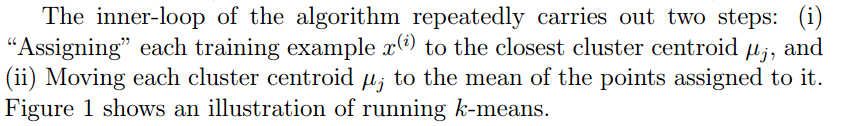 The inner-loop of the algorithm repeatedly carries out two steps: (i)
“Assigning” each training example x⁽ⁱ⁾ to the closest cluster centroid μⱼ, and
(ii) Moving each cluster centroid μⱼ to the mean of the points assigned to it.
Figure 1 shows an illustration of running k-means.